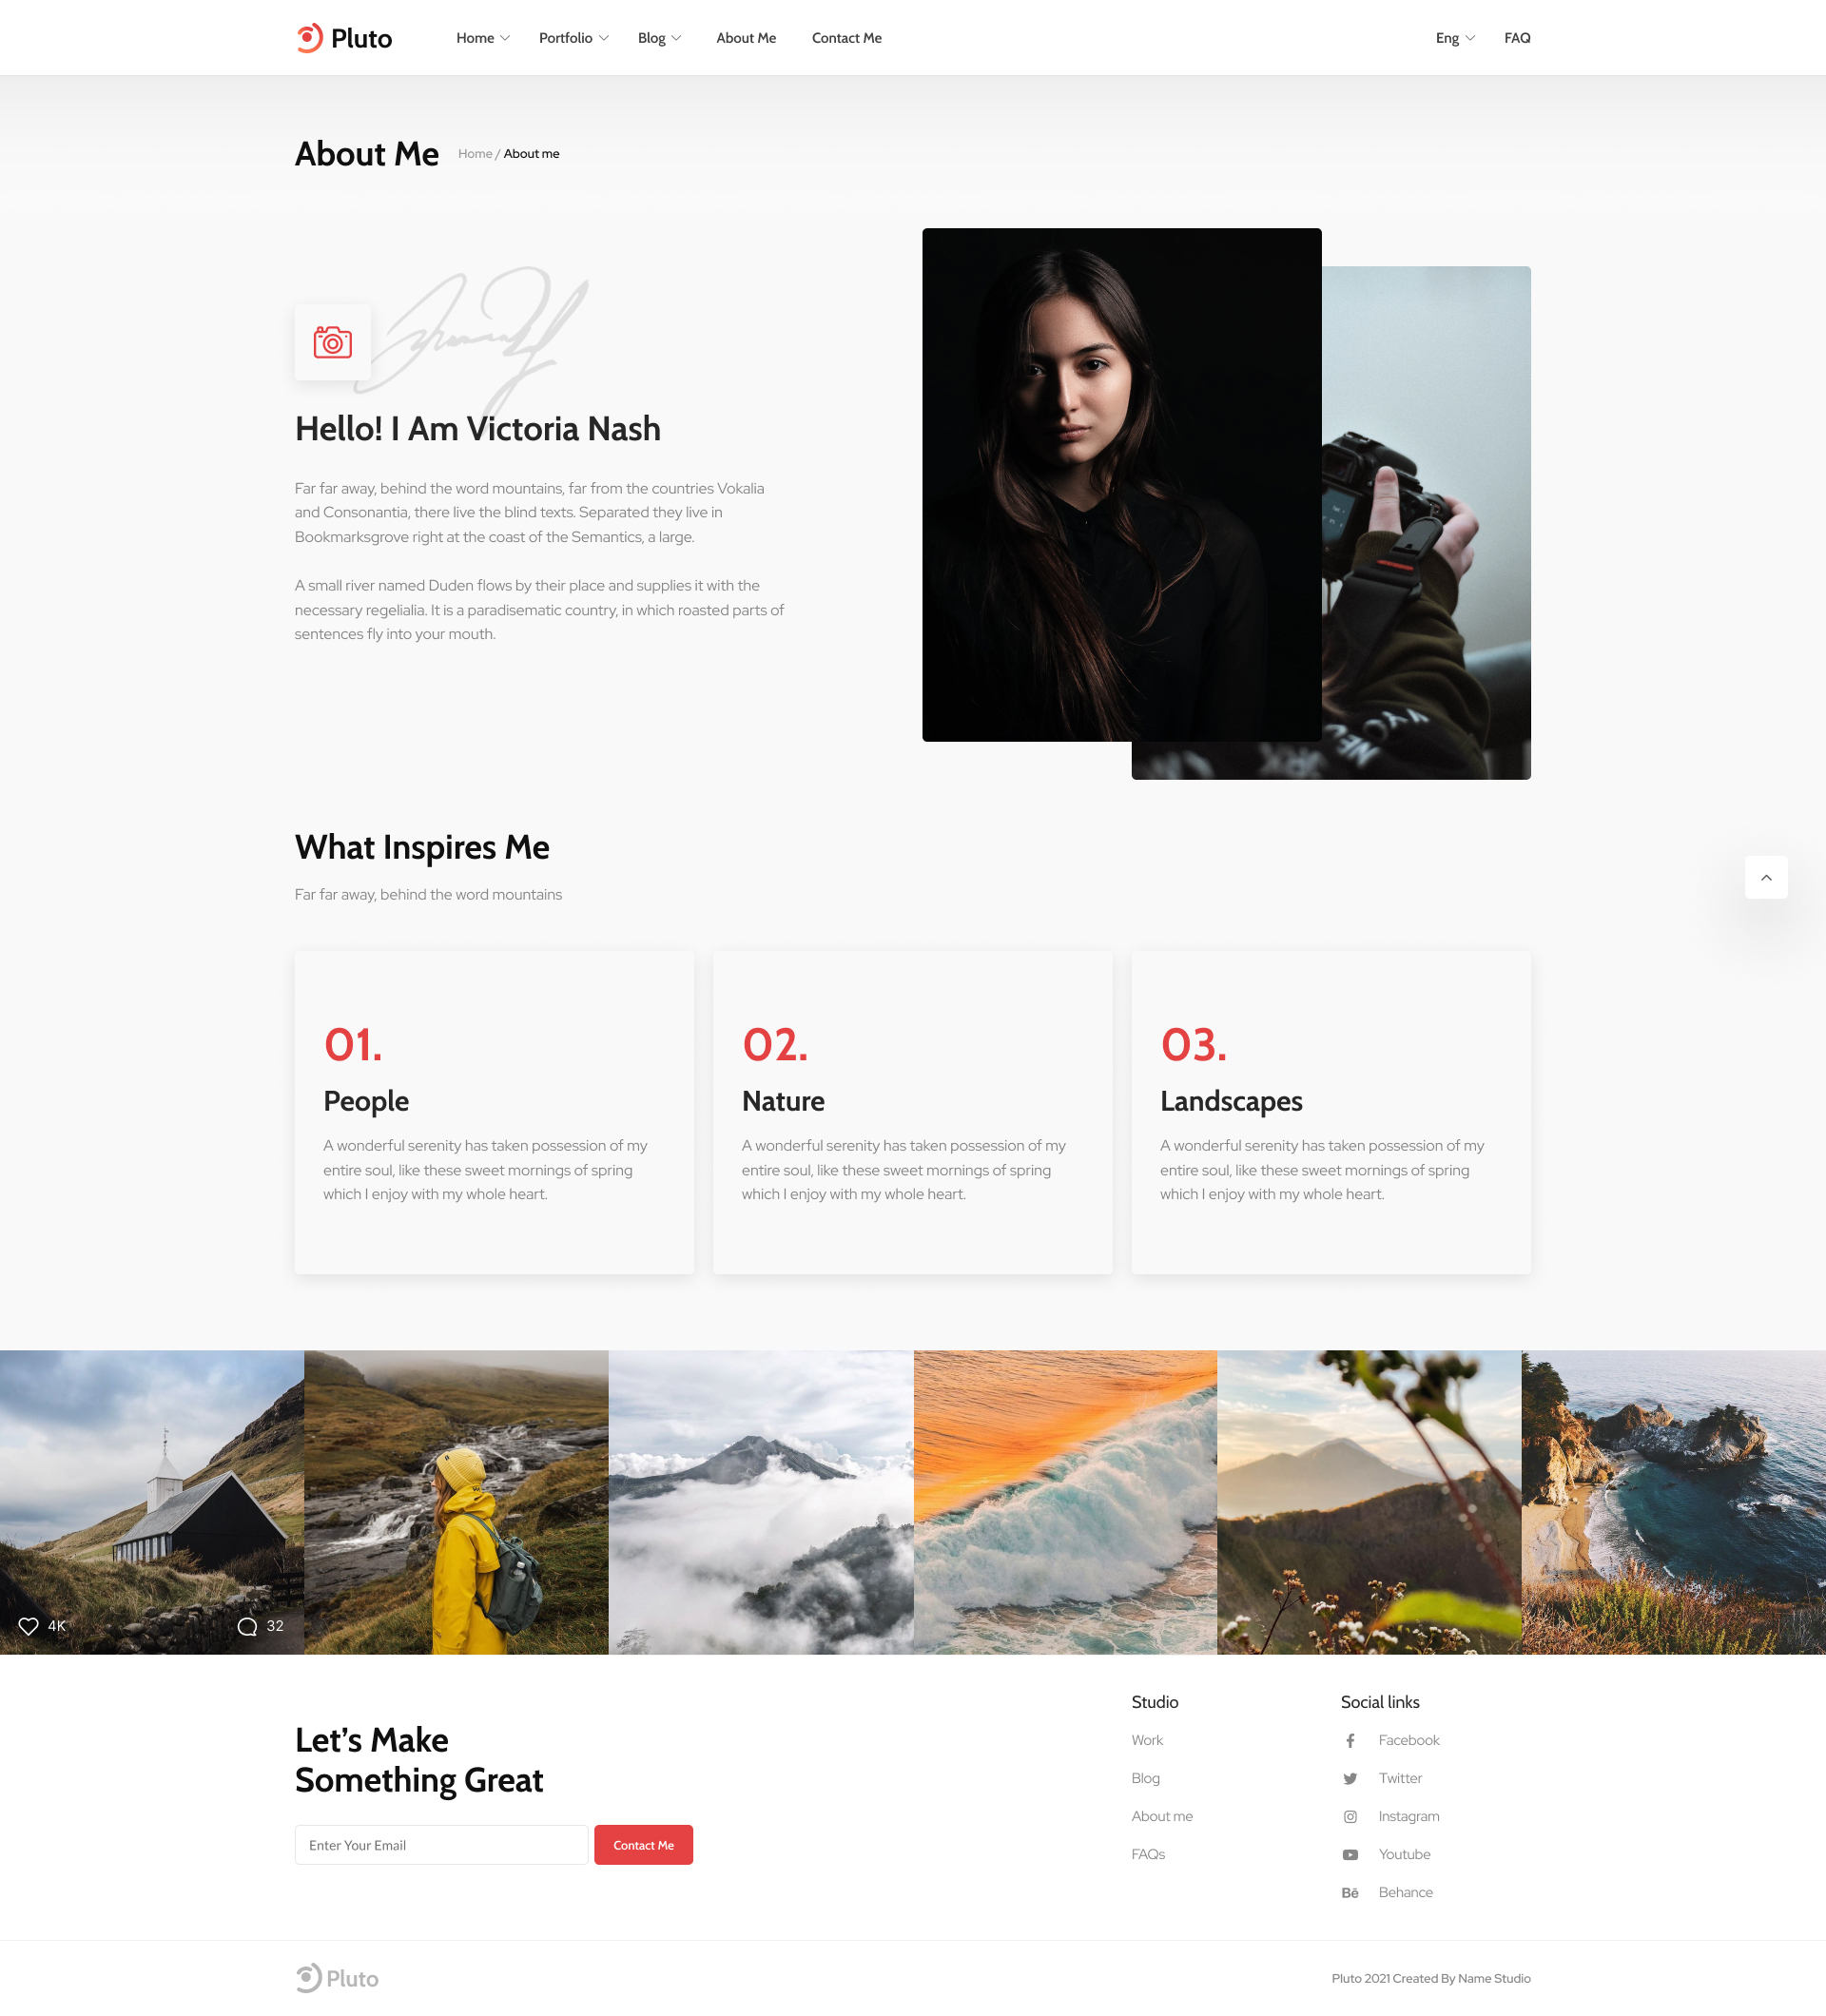 Pluto
Home
Portfolio
Blog
About Me
Contact Me
Eng
FAQ
About Me
Home / About me
Hello! I Am Victoria Nash
Far far away, behind the word mountains, far from the countries Vokalia
and Consonantia, there live the blind texts. Separated they live in
Bookmarksgrove right at the coast of the Semantics, a large.
A small river named Duden flows by their place and supplies it with the
necessary regelialia. It is a paradisematic country, in which roasted parts of
sentences fly into your mouth.
What Inspires Me
Far far away, behind the word mountains
01.
People
A wonderful serenity has taken possession of my
entire soul, like these sweet mornings of spring
which I enjoy with my whole heart.
02.
Nature
A wonderful serenity has taken possession of my
entire soul, like these sweet mornings of spring
which I enjoy with my whole heart.
03.
Landscapes
A wonderful serenity has taken possession of my
entire soul, like these sweet mornings of spring
which I enjoy with my whole heart.
4K
32
Let's Make
Something Great
Enter Your Email
Contact Me
Studio
Work
Blog
About me
FAQs
Social links
Facebook
Twitter
Instagram
Youtube
Bē
Behance
Pluto
Pluto 2021 Created By Name Studio